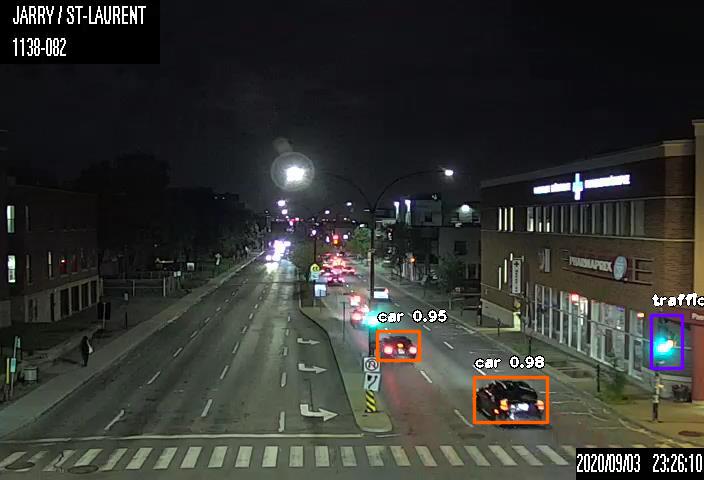 JARRY / ST-LAURENT
1138-082
PHARMAPRIX
traffic
car 0.95
car 0.98
2020/09/03 23:26:10